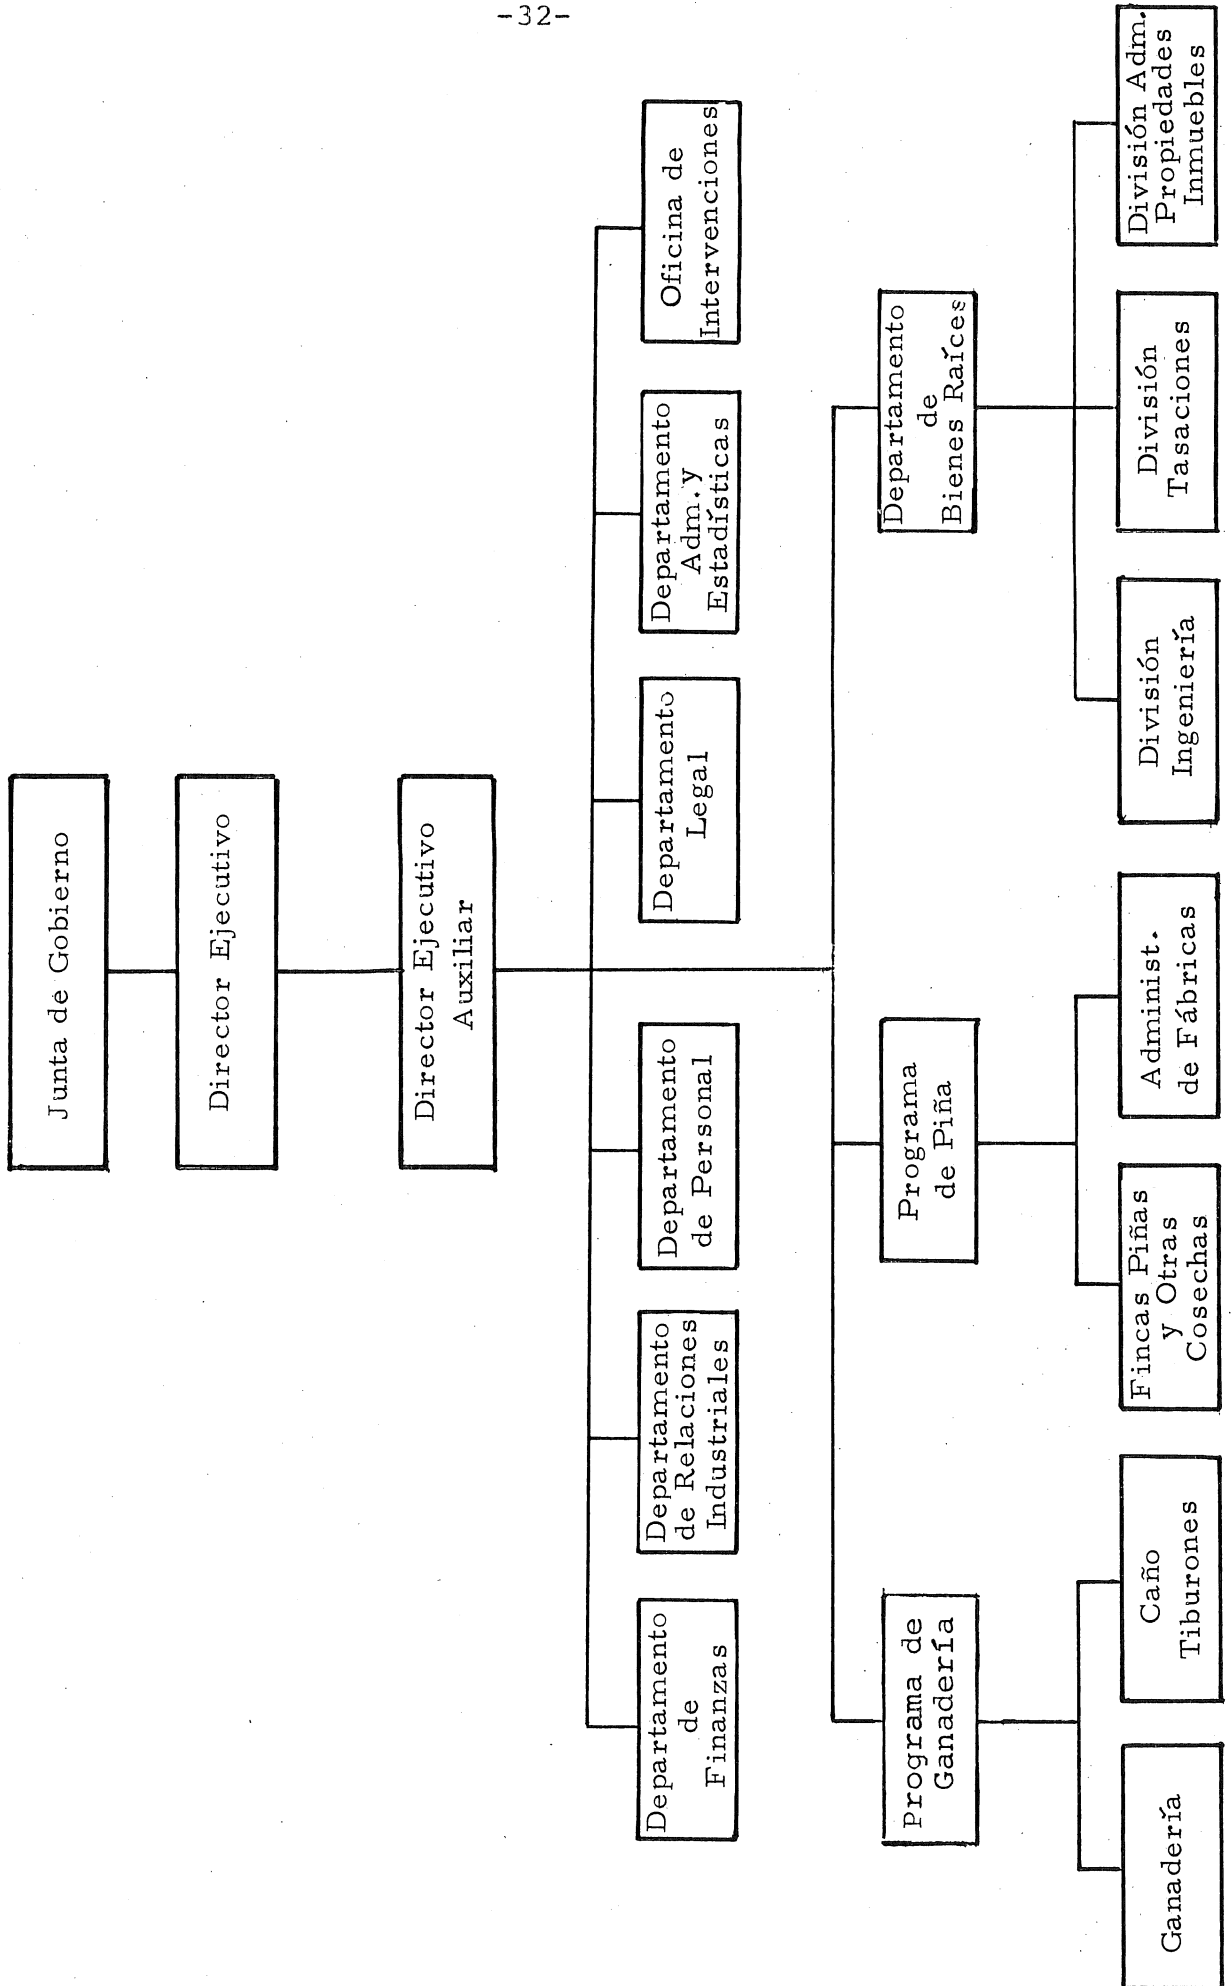 -32-
Junta de Gobierno
Director Ejecutivo
Director Ejecutivo
Auxiliar
Departamento
de
Finanzas
Departamento
de Relaciones
Industriales
Departamento
de Personal
Departamento
Legal
Departamento
Adm. y
Estadísticas
Oficina de
Intervenciones
Programa de
Ganadería
Programa
de Piña
Departamento
de
Bienes Raíces
Ganadería
Caño
Tiburones
Fincas Piñas
y Otras
Cosechas
Administ.
de Fábricas
División
Ingeniería
División
Tasaciones
División Adm.
Propiedades
Inmuebles